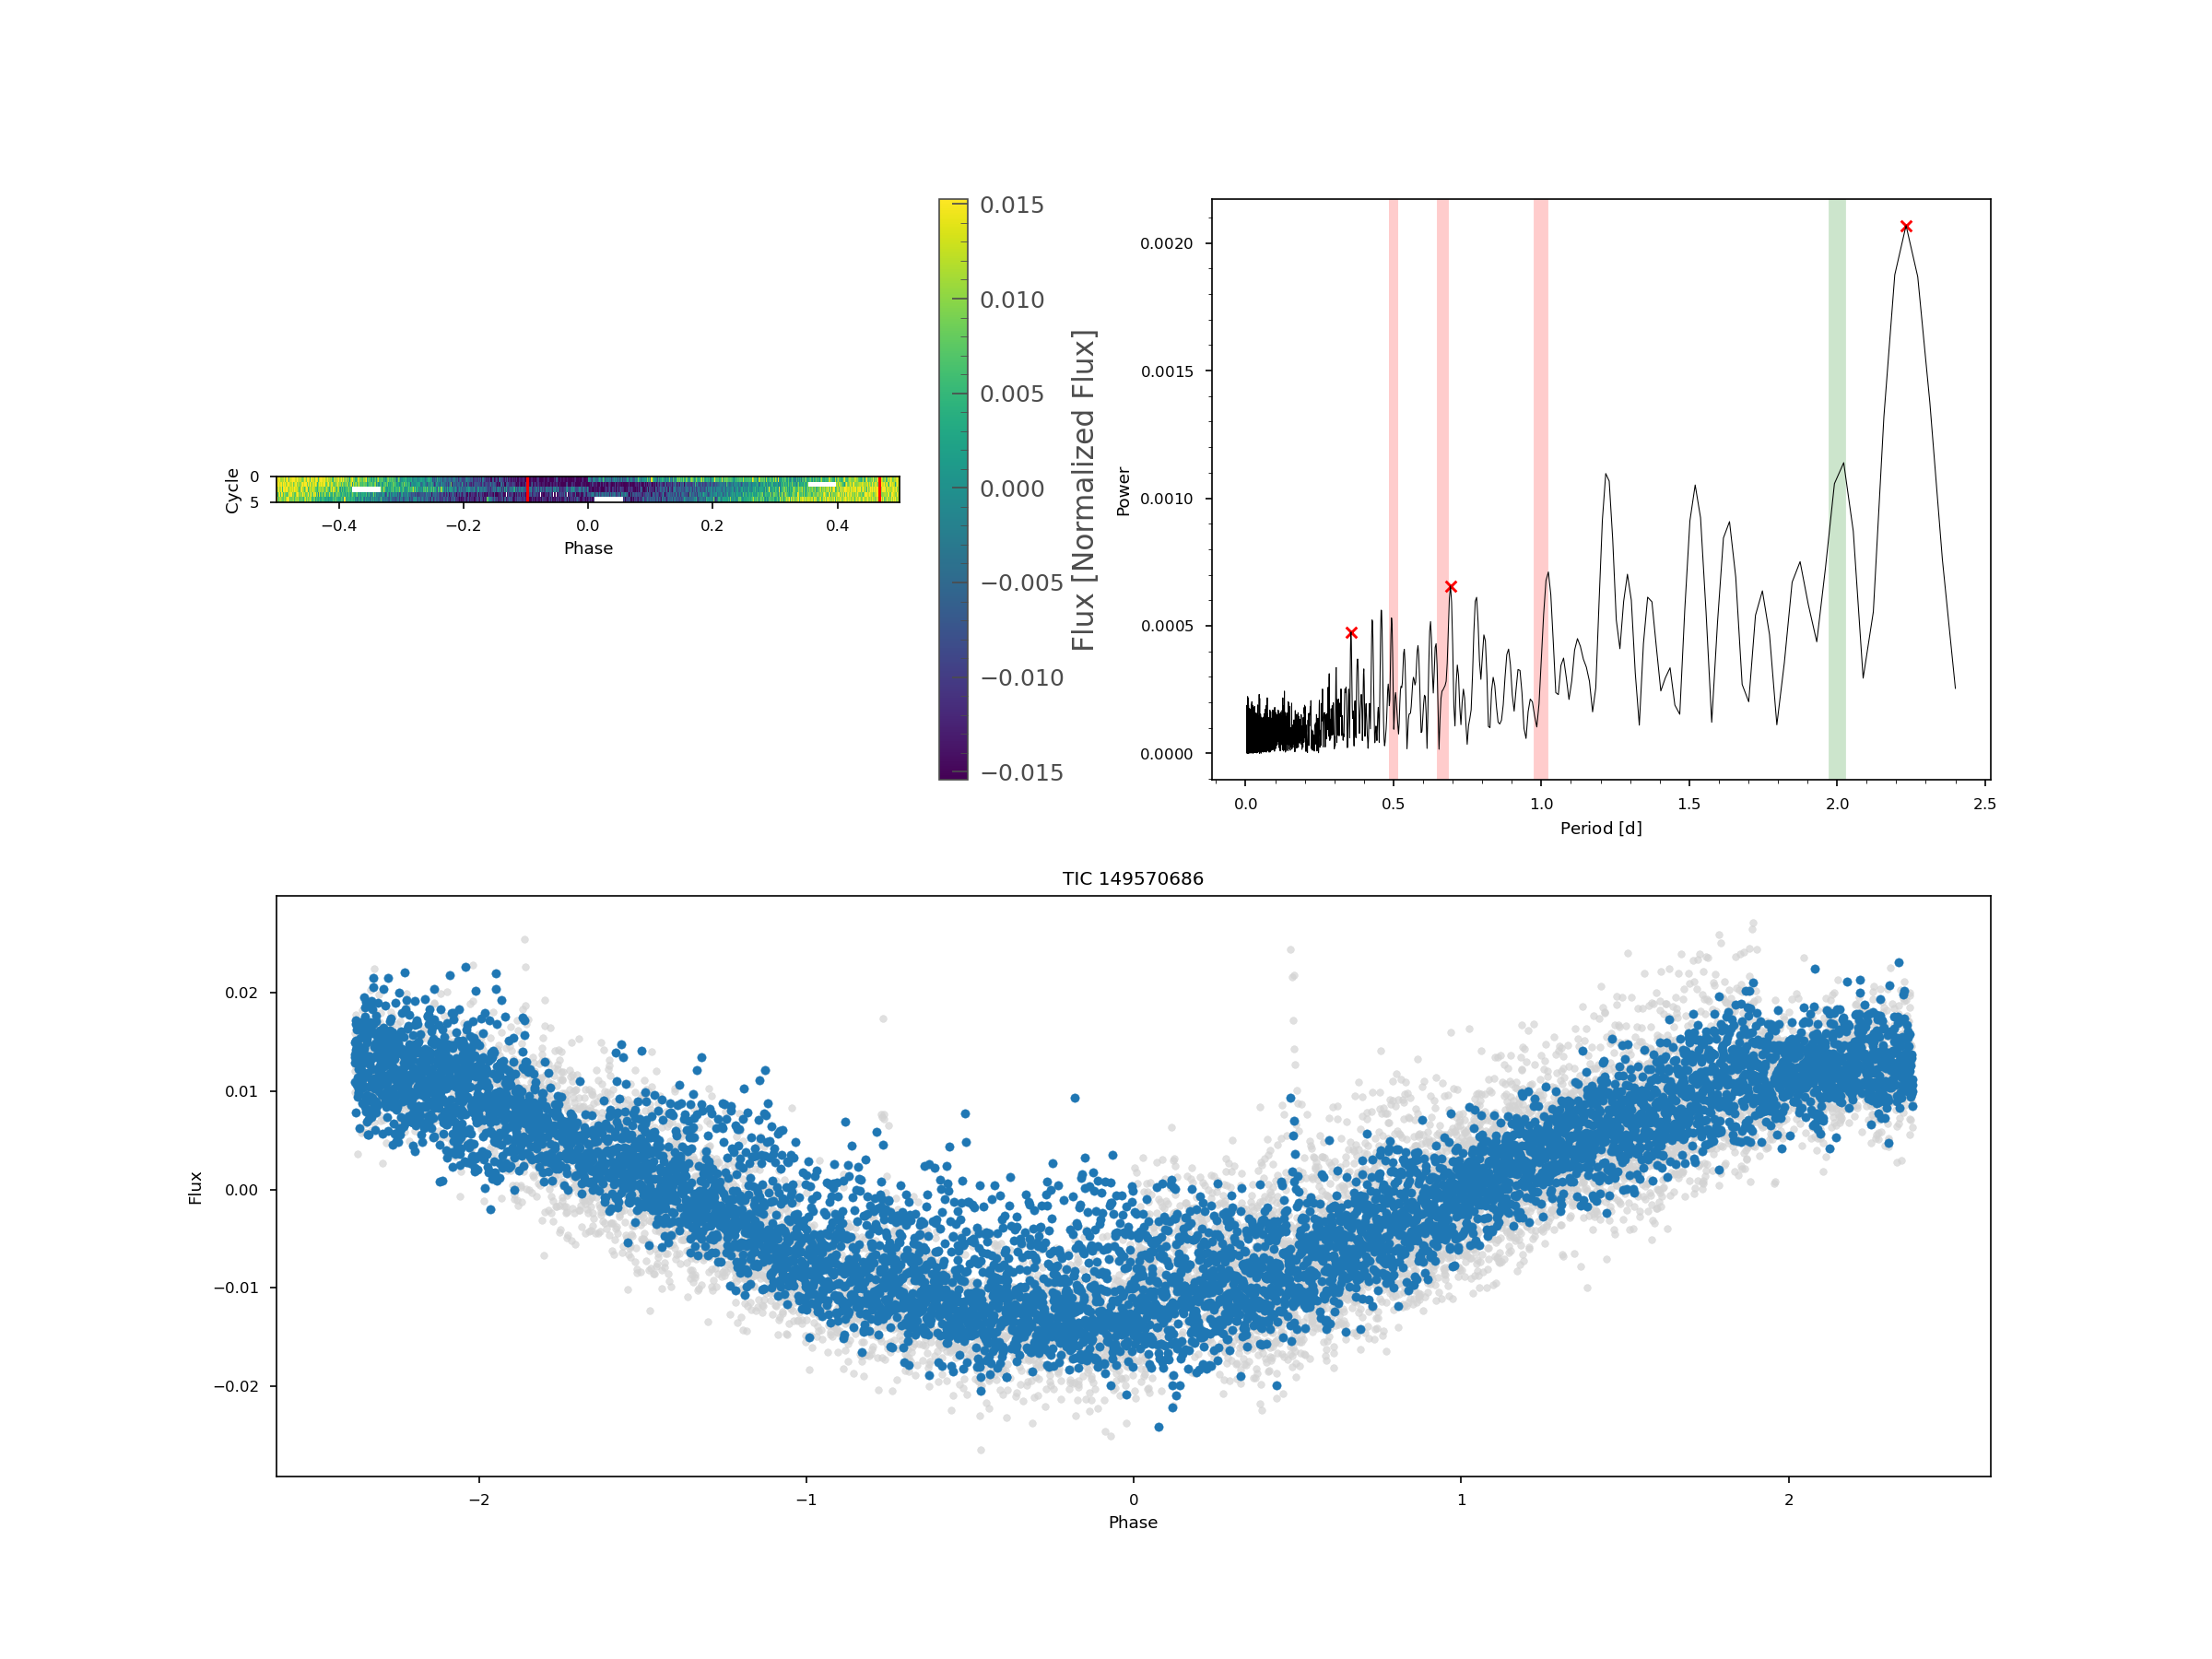 Cycle
0
5
−0.4 −0.2 0.0 0.2 0.4
Phase
0.015
0.010
0.005
0.000
−0.005
−0.010
−0.015
Flux [Normalized Flux]
Power
0.0020
0.0015
0.0010
0.0005
0.0000
0.0 0.5 1.0 1.5 2.0 2.5
Period [d]
TIC 149570686
Flux
0.02
0.01
0.00
−0.01
−0.02
−2 −1 0 1 2
Phase